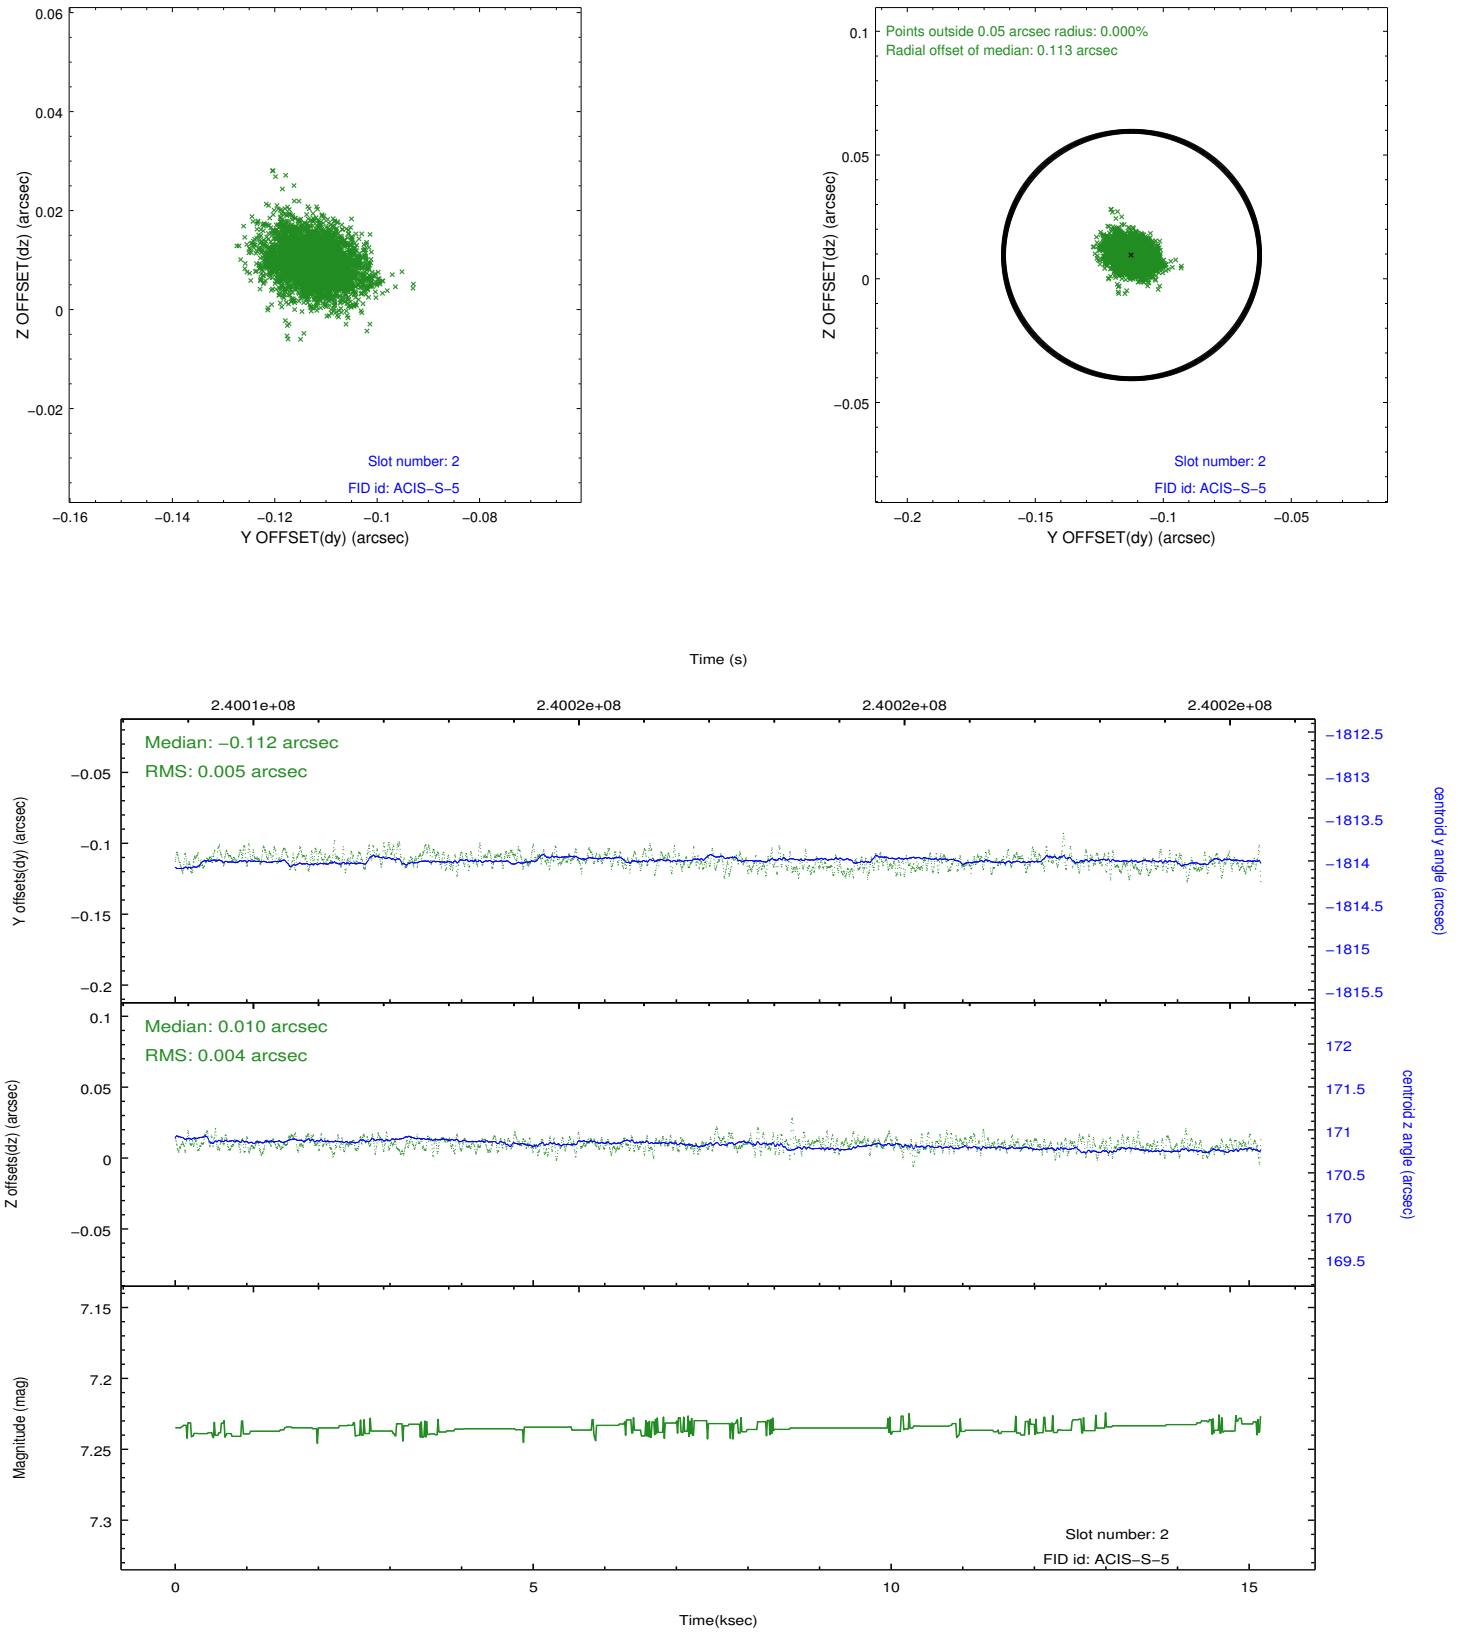 0.06
0.04
0.02
0
−0.02
Z OFFSET(dz) (arcsec)
Slot number: 2
FID id: ACIS−S−5
−0.16 −0.14 −0.12 −0.1 −0.08
Y OFFSET(dy) (arcsec)
Points outside 0.05 arcsec radius: 0.000%
Radial offset of median: 0.113 arcsec
0.1
0.05
0
−0.05
Z OFFSET(dz) (arcsec)
Slot number: 2
FID id: ACIS−S−5
−0.2 −0.15 −0.1 −0.05
Y OFFSET(dy) (arcsec)
Time (s)
2.4001e+08 2.4002e+08 2.4002e+08 2.4002e+08
Median: −0.112 arcsec
RMS: 0.005 arcsec
−0.05
−0.1
−0.15
−0.2
Y offsets(dy) (arcsec)
−1812.5
−1813
−1813.5
−1814
−1814.5
−1815
−1815.5
centroid y angle (arcsec)
Median: 0.010 arcsec
RMS: 0.004 arcsec
0.1
0.05
0
−0.05
Z offsets(dz) (arcsec)
172
171.5
171
170.5
170
169.5
centroid z angle (arcsec)
7.15
7.2
7.25
7.3
Magnitude (mag)
Slot number: 2
FID id: ACIS−S−5
0 5 10 15
Time(ksec)